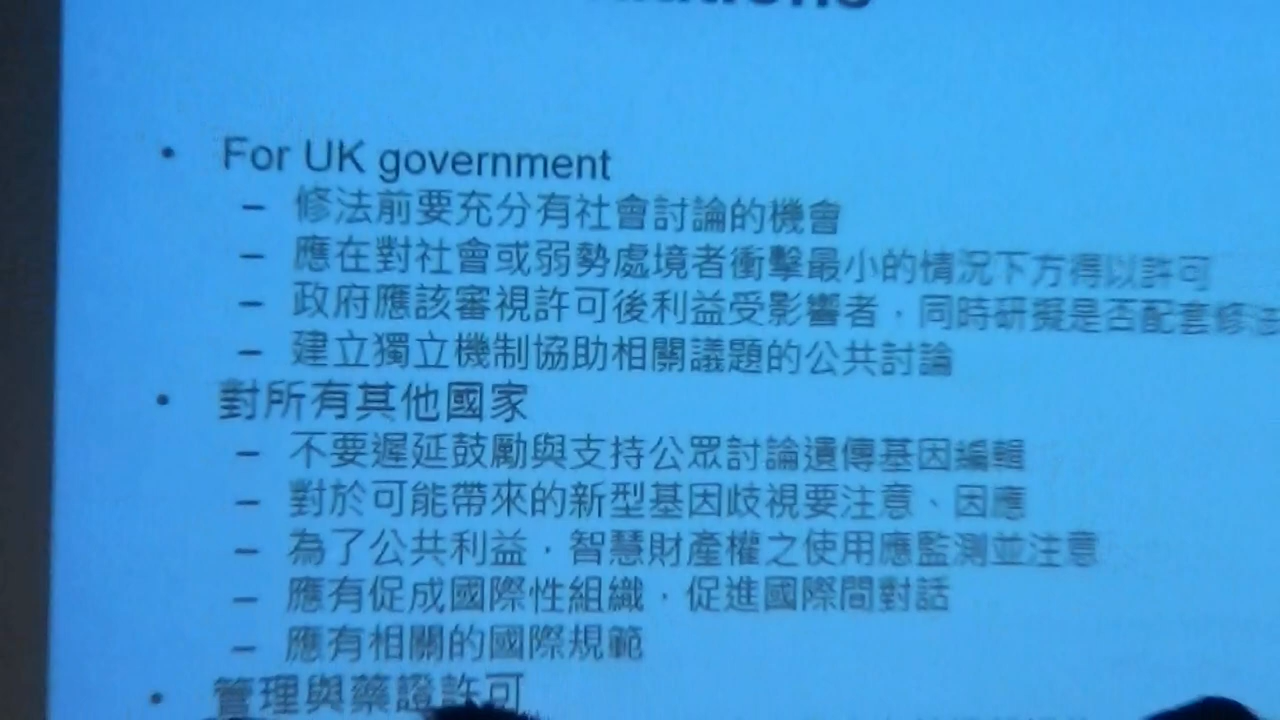 • For UK government
– 修法前要充分有社會討論的機會
– 應在對社會或弱勢處境者衝擊最小的情況下方得以許可
– 政府應該審視許可後利益受影響者，同時研擬是否配套修法
– 建立獨立機制協助相關議題的公共討論
• 對所有其他國家
– 不要遲延鼓勵與支持公眾討論遺傳基因編輯
– 對於可能帶來的新型基因歧視要注意、因應
– 為了公共利益，智慧財產權之使用應監測並注意
– 應有促成國際性組織，促進國際間對話
– 應有相關的國際規範
• 管理與藥證許可